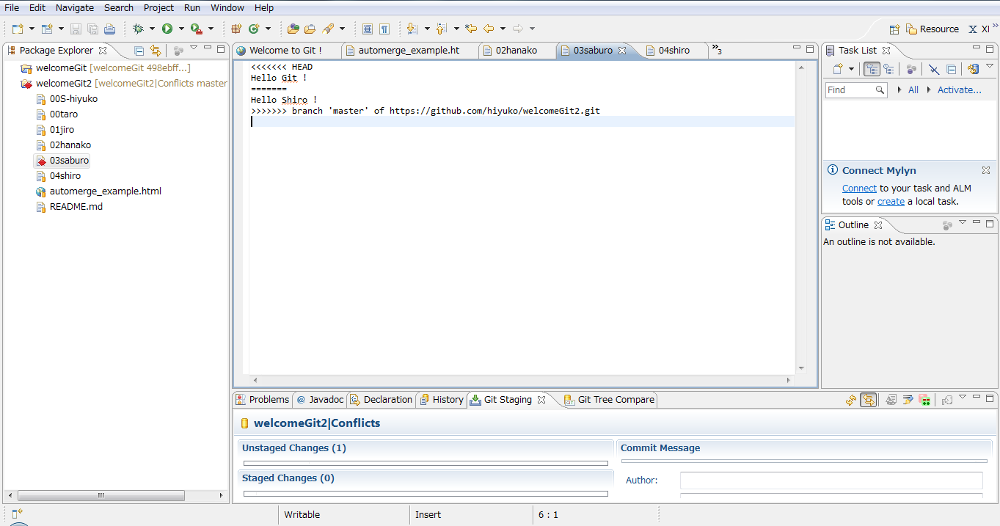 File Edit Navigate Search Project Run Window Help
Resource XI
Package Explorer
welcomeGit [welcomeGit 498ebff...]
welcomeGit2 [welcomeGit2|Conflicts master
00S-hiyuko
00taro
01jiro
02hanako
03saburo
04shiro
automerge_example.html
README.md
Welcome to Git ! automerge_example.ht 02hanako 03saburo 04shiro »3
<<<<<<< HEAD
Hello Git !
=======
Hello Shiro !
>>>>>>> branch 'master' of https://github.com/hiyuko/welcomeGit2.git
Task List
Find All Activate...
Connect Mylyn
Connect to your task and ALM
tools or create a local task.
Outline
An outline is not available.
Problems @ Javadoc Declaration History Git Staging Git Tree Compare
welcomeGit2|Conflicts
Unstaged Changes (1)
Staged Changes (0)
Commit Message
Author:
Writable Insert 6 : 1